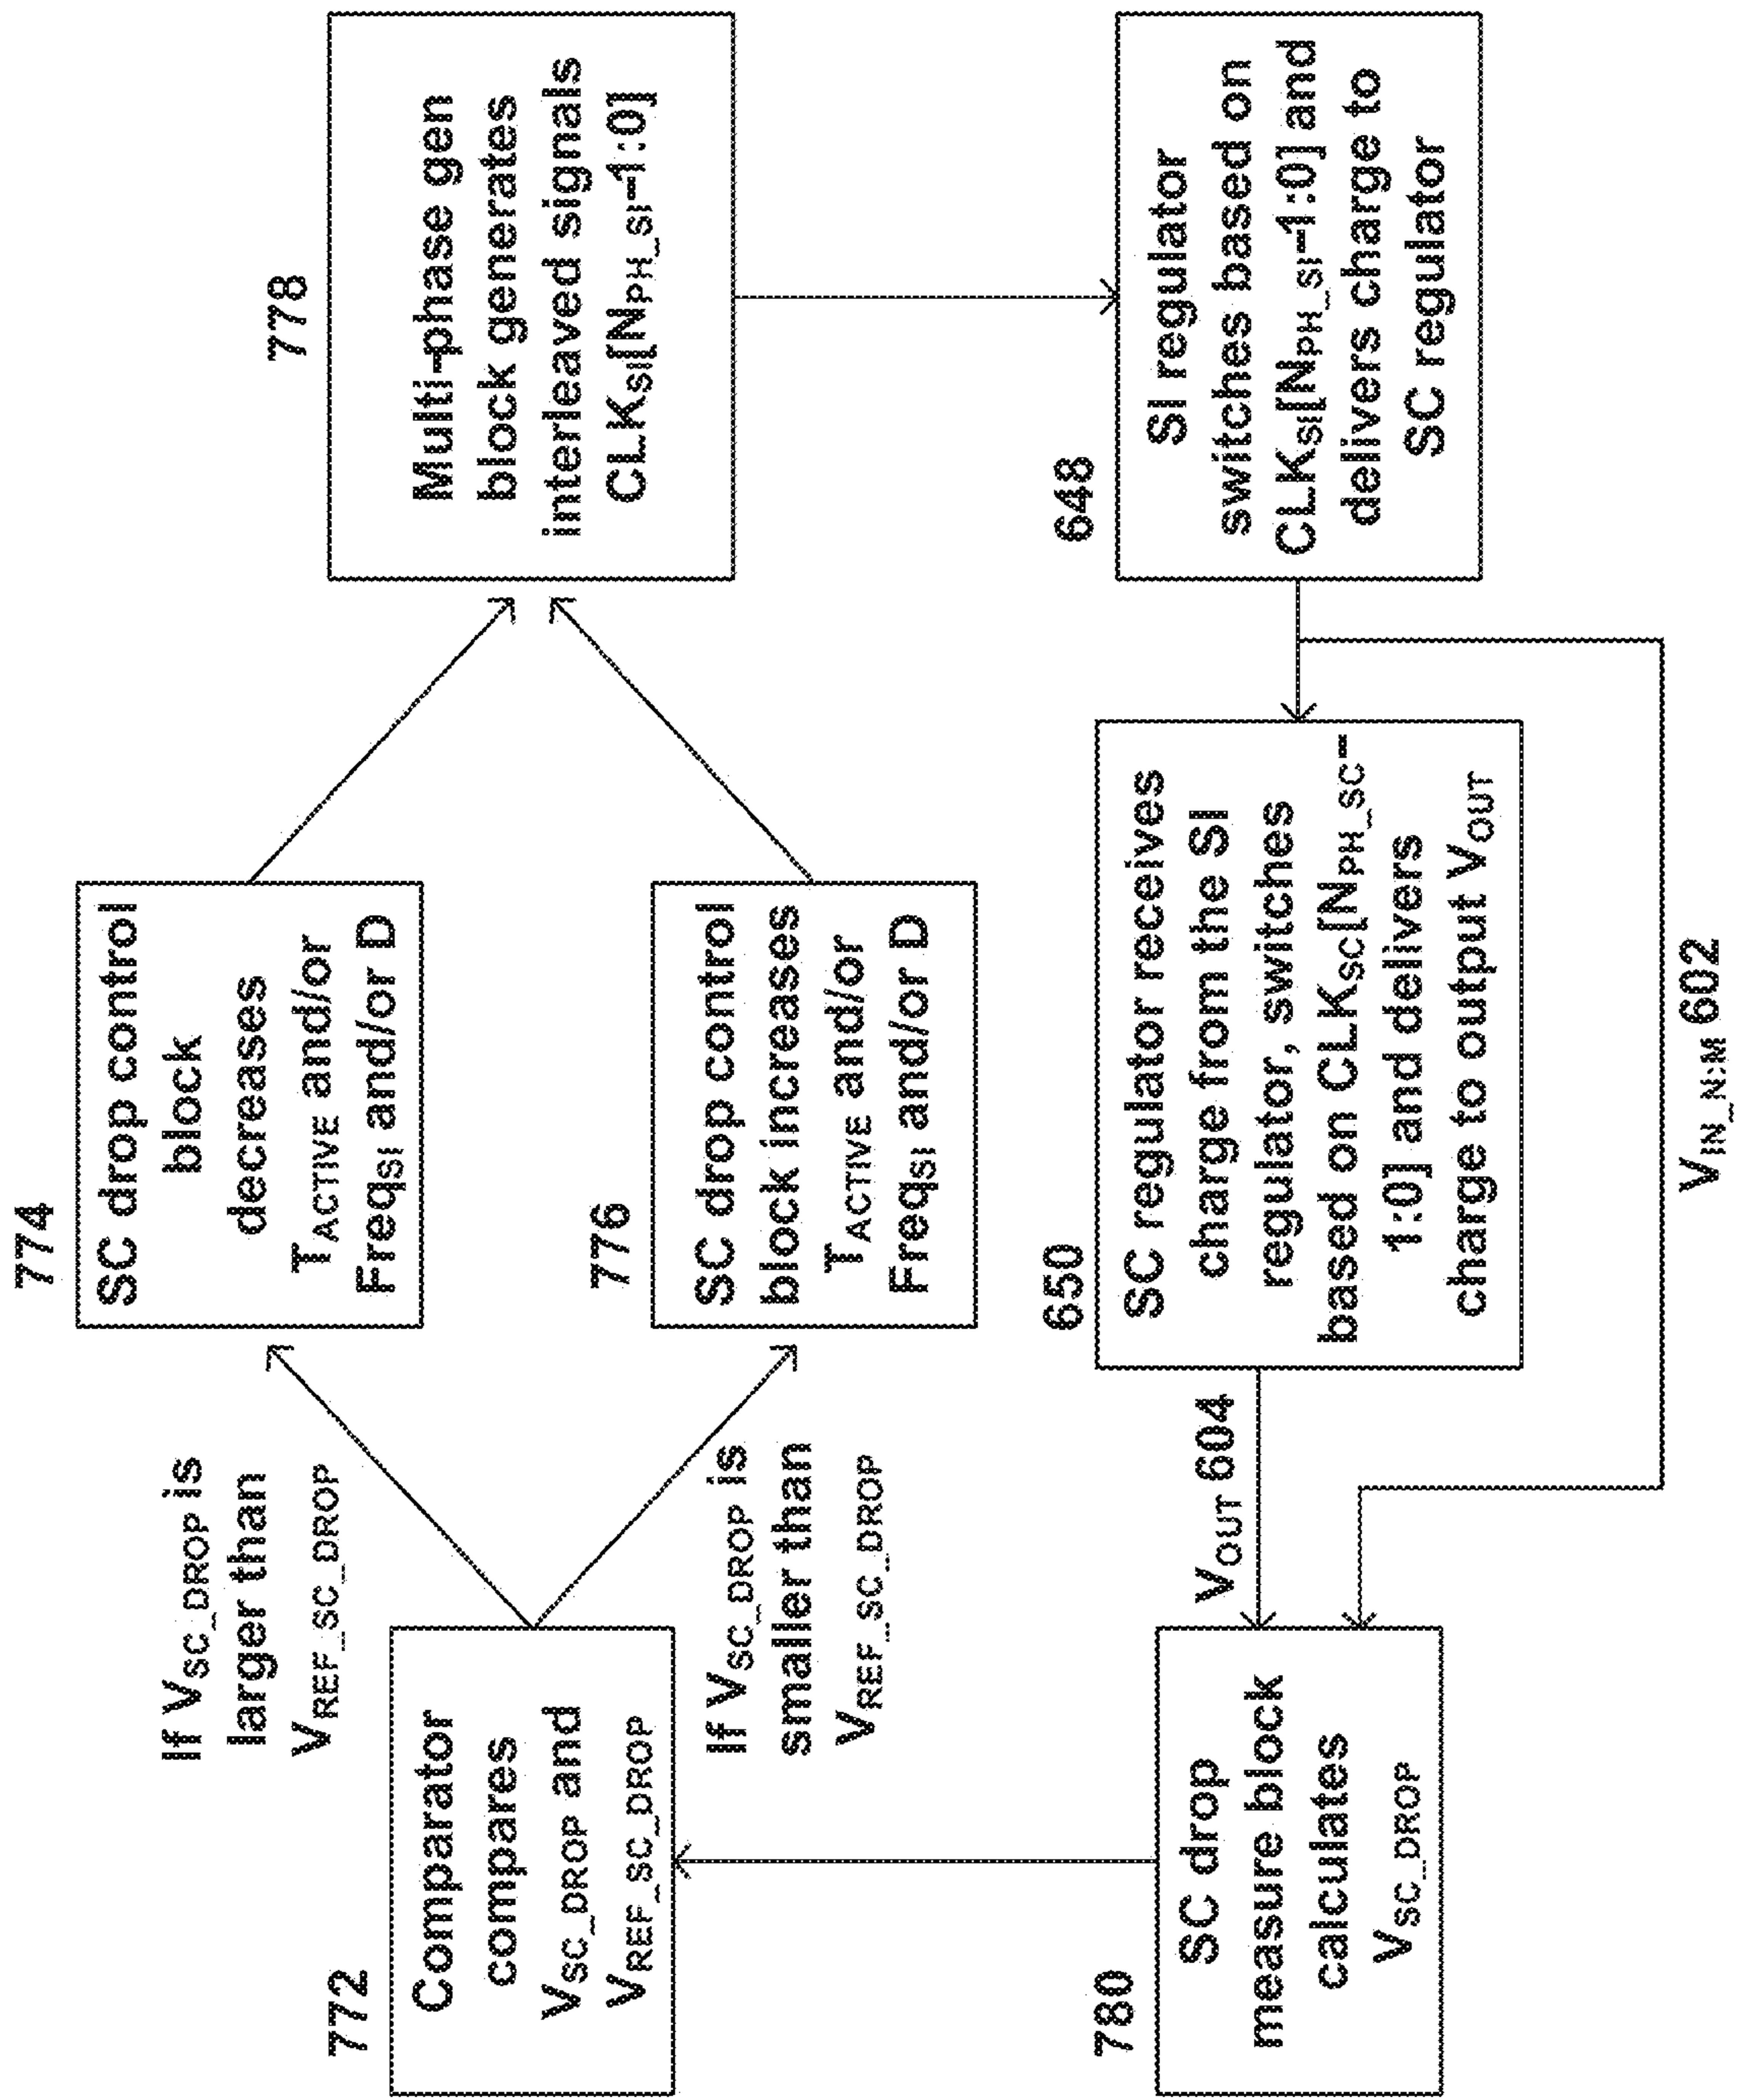 772
Comparator
compares
VSC_DROP and
VREF_SC_DROP
If VSC_DROP is
larger than
VREF_SC_DROP
If VSC_DROP is
smaller than
VREF_SC_DROP
774
SC drop control
block
decreases
TACTIVE and/or
FreqSI and/or D
776
SC drop control
block increases
TACTIVE and/or
FreqSI and/or D
778
Multi-phase gen
block generates
interleaved signals
CLKSI[NPH_SI-1:0]
780
SC drop
measure block
calculates
VSC_DROP
VOUT 604
650
SC regulator receives
charge from the SI
regulator, switches
based on CLKSC[NPH_SC-
1:0] and delivers
charge to output VOUT
648
SI regulator
switches based on
CLKSI[NPH_SI-1:0] and
delivers charge to
SC regulator
VIN_N:M 602